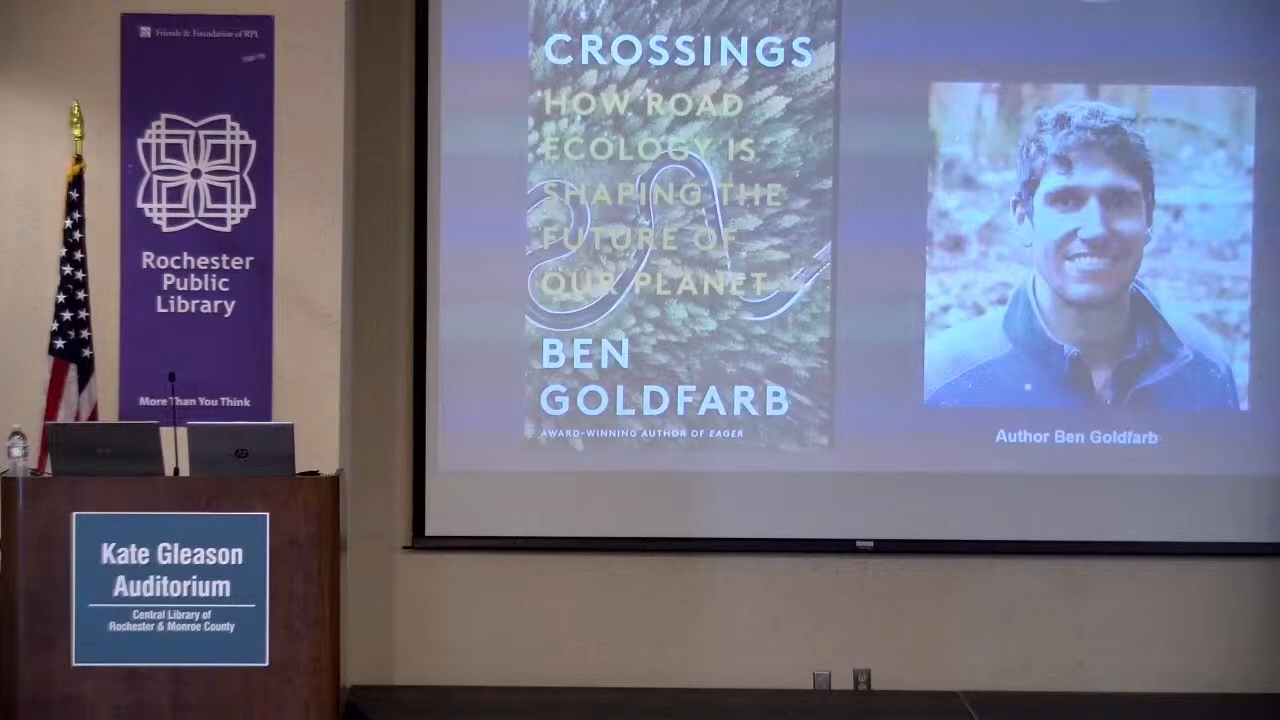 Friends & Foundation of RPL
Rochester
Public
Library
More Than You Think
hp
Kate Gleason
Auditorium
Central Library of
Rochester & Monroe County
CROSSINGS
HOW ROAD
ECOLOGY IS
SHAPING THE
FUTURE OF
OUR PLANET
BEN
GOLDFARB
AWARD-WINNING AUTHOR OF EAGER
Author Ben Goldfarb